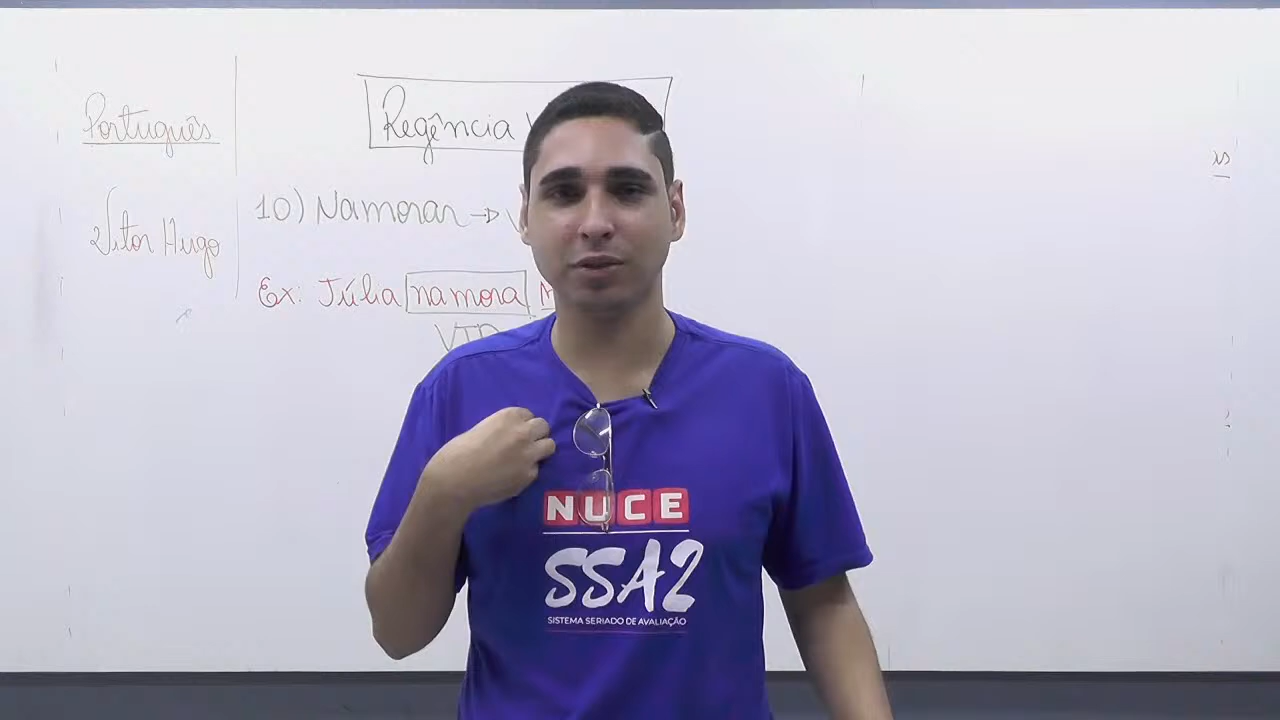 Português
Vitor Hugo
Regência
10) Namorar →
Ex: Júlia namora
VTD
NUCE
SSA2
SISTEMA SERIADO DE AVALIAÇÃO